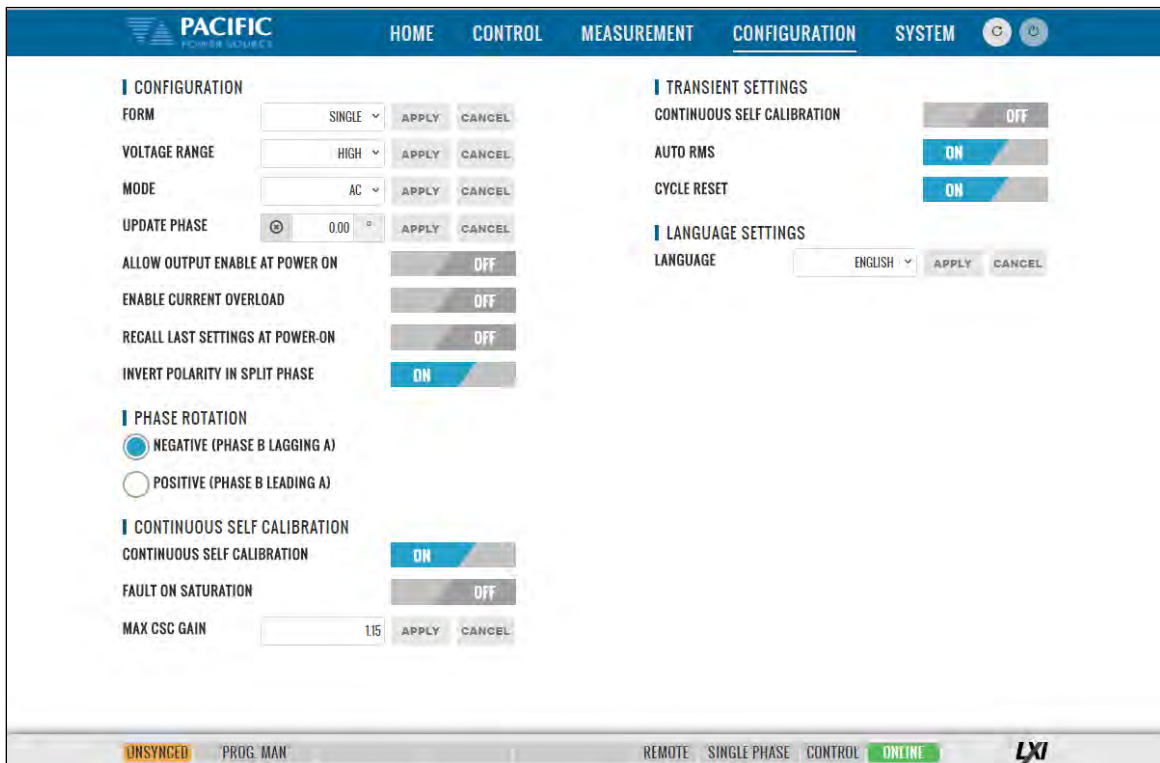 PACIFIC
POWER SOURCE
HOME CONTROL MEASUREMENT CONFIGURATION SYSTEM
CONFIGURATION
FORM SINGLE APPLY CANCEL
VOLTAGE RANGE HIGH APPLY CANCEL
MODE AC APPLY CANCEL
UPDATE PHASE 0.00 ° APPLY CANCEL
ALLOW OUTPUT ENABLE AT POWER ON OFF
ENABLE CURRENT OVERLOAD OFF
RECALL LAST SETTINGS AT POWER-ON OFF
INVERT POLARITY IN SPLIT PHASE ON
PHASE ROTATION
NEGATIVE (PHASE B LAGGING A)
POSITIVE (PHASE B LEADING A)
CONTINUOUS SELF CALIBRATION
CONTINUOUS SELF CALIBRATION ON
FAULT ON SATURATION OFF
MAX CSC GAIN 1.15 APPLY CANCEL
TRANSIENT SETTINGS
CONTINUOUS SELF CALIBRATION OFF
AUTO RMS ON
CYCLE RESET ON
LANGUAGE SETTINGS
LANGUAGE ENGLISH APPLY CANCEL
UNSYNCED PROG. MAN REMOTE SINGLE PHASE CONTROL ONLINE LXI